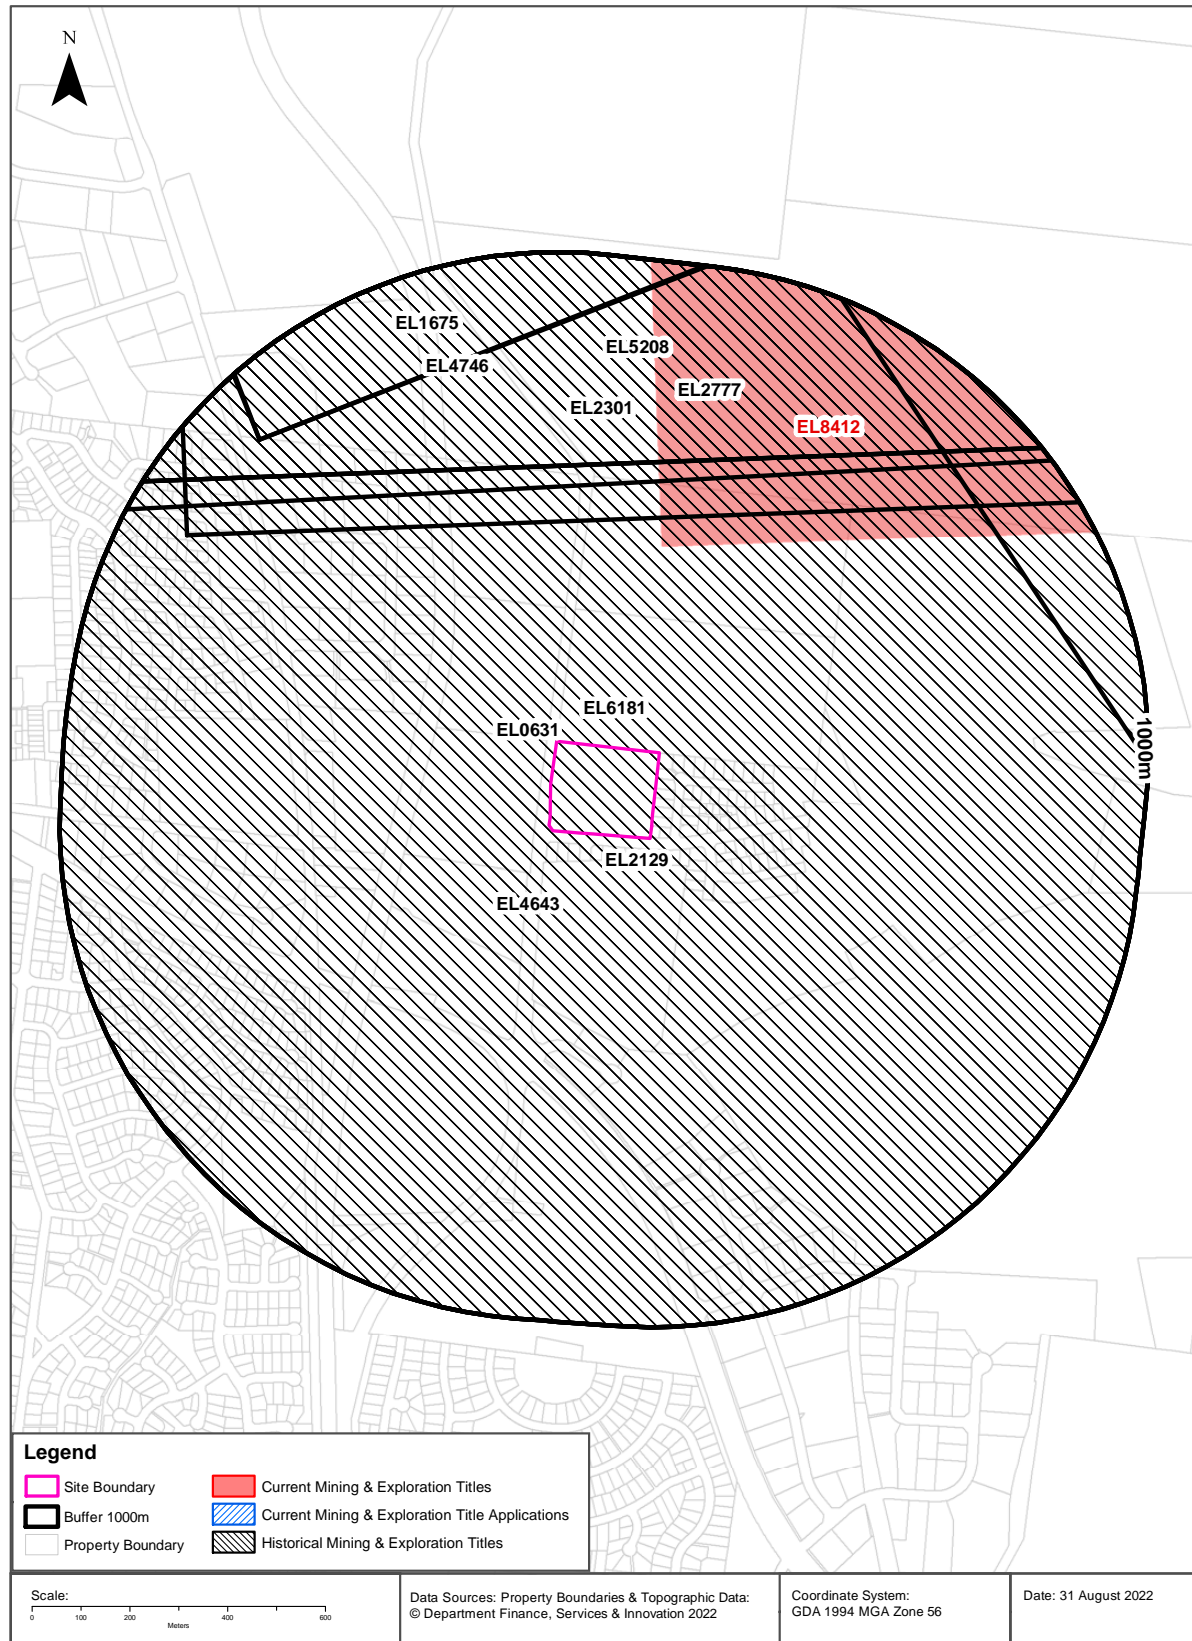 N
EL1675
EL5208
EL4746
EL2777
EL2301
EL8412
EL6181
EL0631
1000m
EL2129
EL4643
Legend
Site Boundary
Current Mining & Exploration Titles
Buffer 1000m
Current Mining & Exploration Title Applications
Property Boundary
Historical Mining & Exploration Titles
Scale:
0 100 200 400 600
Meters
Data Sources: Property Boundaries & Topographic Data:
© Department Finance, Services & Innovation 2022
Coordinate System:
GDA 1994 MGA Zone 56
Date: 31 August 2022